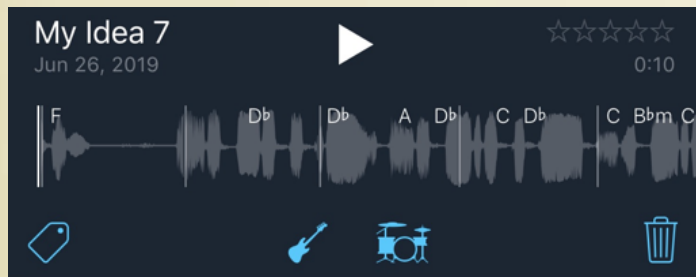 My Idea 7
Jun 26, 2019
0:10
F D♭ D♭ A D♭ C D♭ C B♭m C